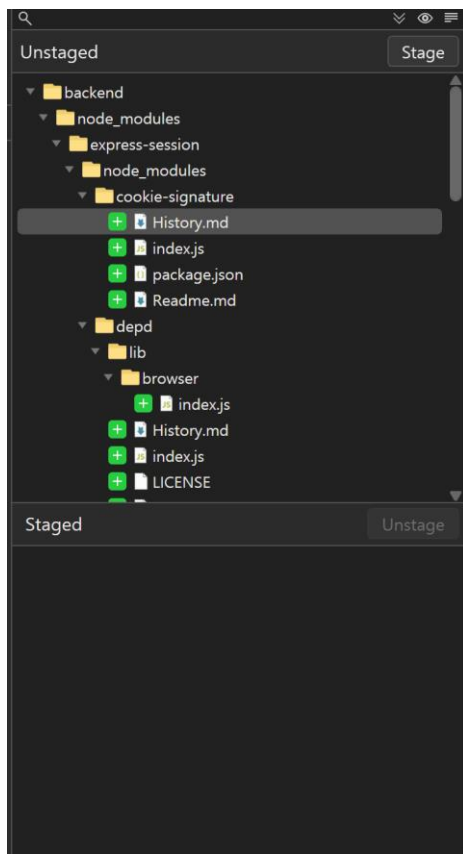 Unstaged
Stage
backend
node_modules
express-session
node_modules
cookie-signature
History.md
index.js
package.json
Readme.md
depd
lib
browser
index.js
History.md
index.js
LICENSE
Staged
Unstage